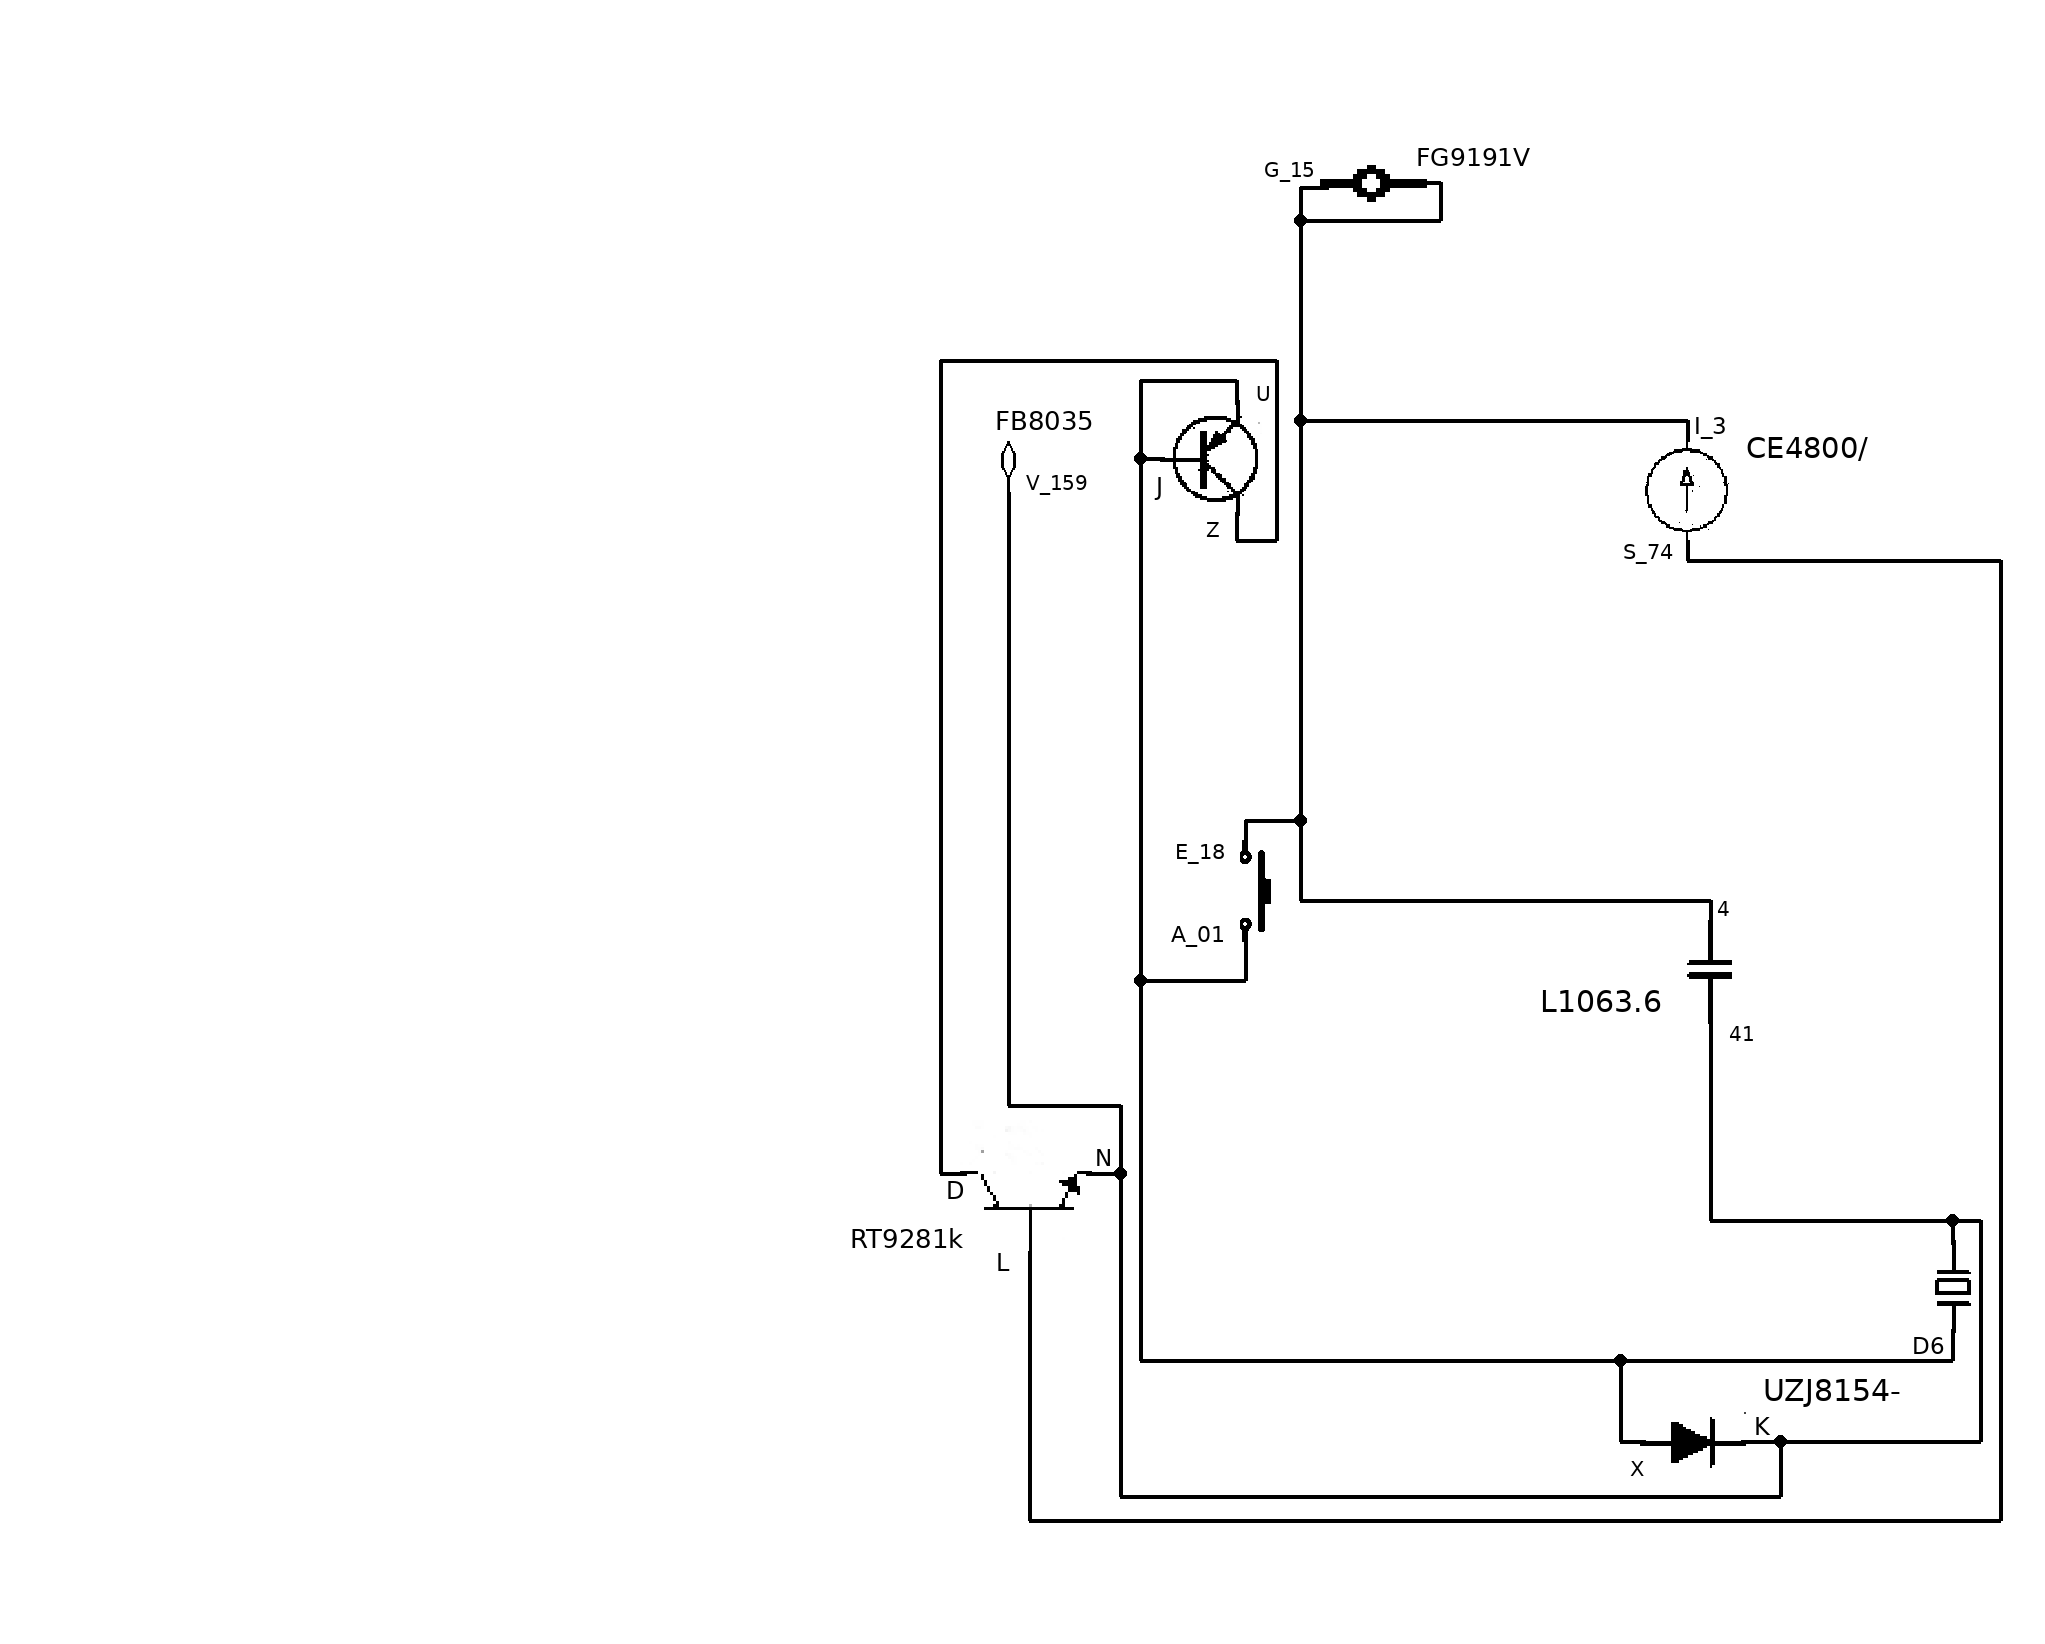 FG9191V
G_15
U
FB8035
I_3
CE4800/
V_159
J
Z
S_74
E_18
4
A_01
L1063.6
41
N
D
RT9281k
L
D6
UZJ8154-
K
X